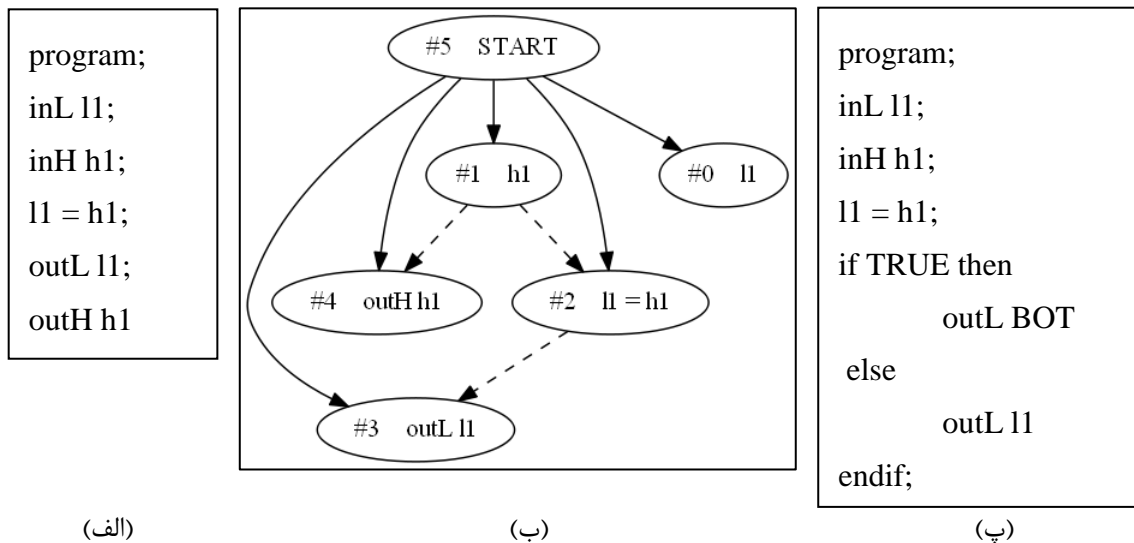 program;
inL l1;
inH h1;
l1 = h1;
outL l1;
outH h1
#5 START
#1 h1
#0 l1
#4 outH h1
#2 l1 = h1
#3 outL l1
program;
inL l1;
inH h1;
l1 = h1;
if TRUE then
outL BOT
else
outL l1
endif;
(الف)
(ب)
(پ)